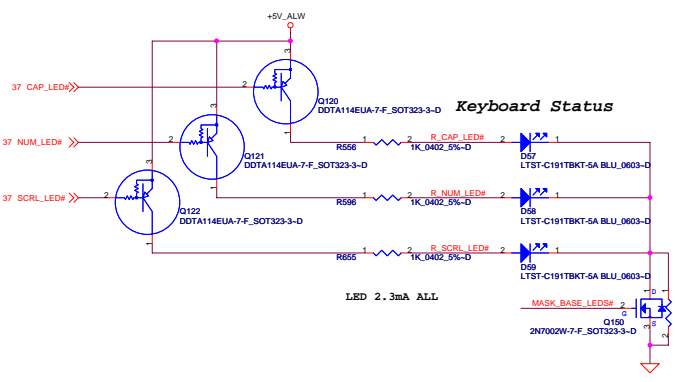 +5V_ALW
3
37 CAP_LED#
2
Q120
DDTA114EUA-7-F_SOT323-3~D
Keyboard Status
3
1
37 NUM_LED#
2
R556
1
2
R_CAP_LED#
1K_0402_5%~D
2
1
D57
LTST-C191TBKT-5A BLU_0603~D
Q121
DDTA114EUA-7-F_SOT323-3~D
3
1
37 SCRL_LED#
2
R596
1
2
R_NUM_LED#
1K_0402_5%~D
2
1
D58
LTST-C191TBKT-5A BLU_0603~D
Q122
DDTA114EUA-7-F_SOT323-3~D
1
R655
1
2
R_SCRL_LED#
1K_0402_5%~D
2
1
D59
LTST-C191TBKT-5A BLU_0603~D
LED 2.3mA ALL
MASK_BASE_LEDS#
2
G
1
D
S
3
1
2
Q150
2N7002W-7-F_SOT323-3~D